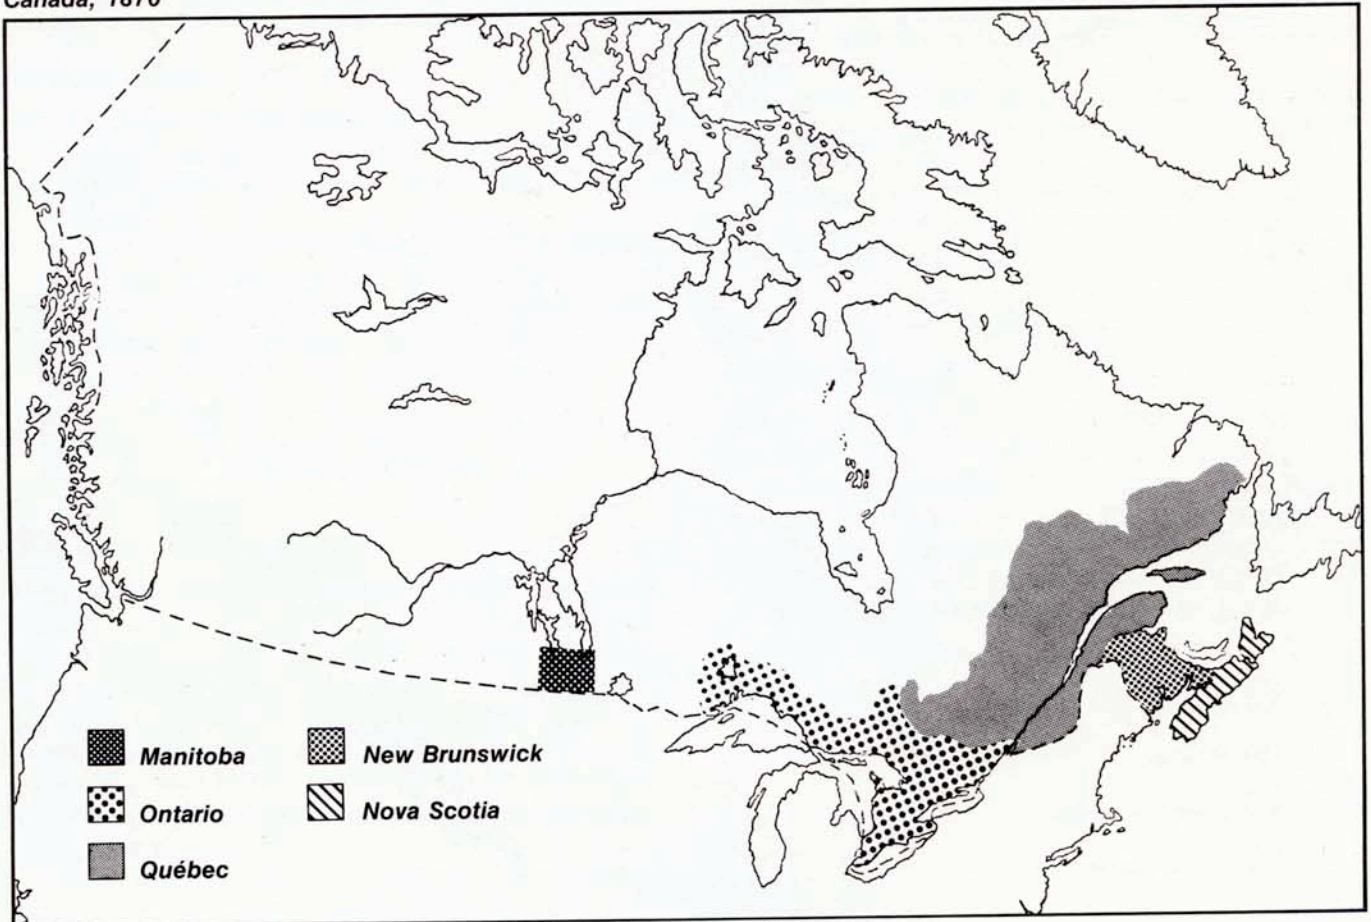 Canada, 1870
Manitoba
Ontario
Québec
New Brunswick
Nova Scotia